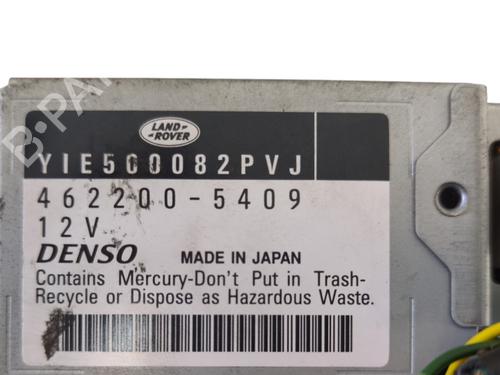 LAND
ROVER
YIE500082PVJ
462200-5409
12V
DENSO MADE IN JAPAN
Contains Mercury-Don't Put in Trash-
Recycle or Dispose as Hazardous Waste.
B-PARTS